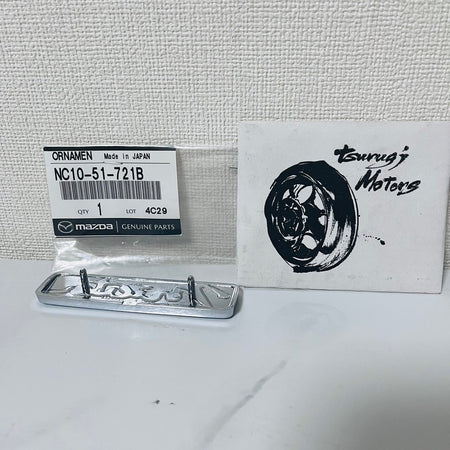 ORNAMEN Made in JAPAN
NC10-51-721B
QTY 1 LOT 4C29
mazda GENUINE PARTS
tsurugi
Motors